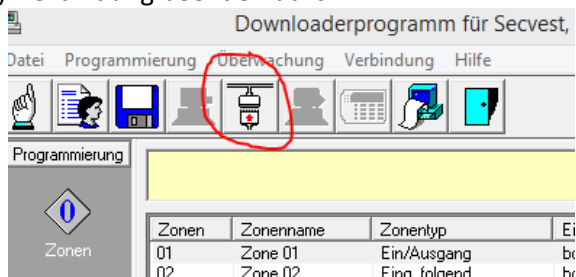 Downloaderprogramm für Secvest,
Datei Programmierung Überwachung Verbindung Hilfe
Programmierung
0
Zonen
Zonen Zonenname Zonentyp
01 Zone 01 Ein/Ausgang
02 Zone 02 Eing. folgend